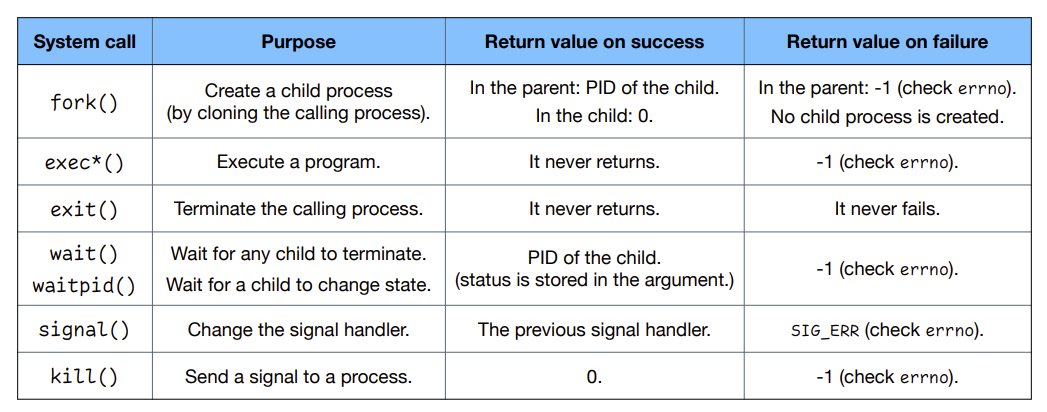 System call Purpose Return value on success Return value on failure
fork() Create a child process (by cloning the calling process). In the parent: PID of the child. In the child: 0. In the parent: -1 (check errno). No child process is created.
exec*() Execute a program. It never returns. -1 (check errno).
exit() Terminate the calling process. It never returns. It never fails.
wait() Wait for any child to terminate.
waitpid() Wait for a child to change state.
PID of the child.
(status is stored in the argument.)
-1 (check errno).
signal() Change the signal handler. The previous signal handler. SIG_ERR (check errno).
kill() Send a signal to a process. 0. -1 (check errno).